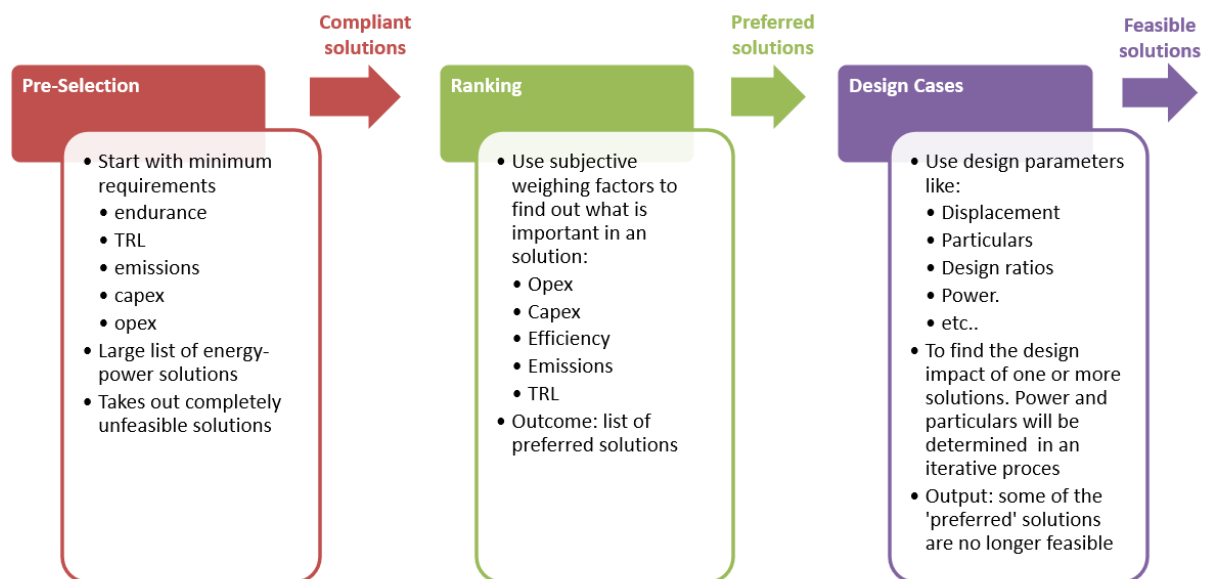 Compliant
solutions
Preferred
solutions
Feasible
solutions
Pre-Selection
• Start with minimum
requirements
• endurance
• TRL
• emissions
• capex
• opex
• Large list of energy-
power solutions
• Takes out completely
unfeasible solutions
Ranking
• Use subjective
weighing factors to
find out what is
important in an
solution:
• Opex
• Capex
• Efficiency
• Emissions
• TRL
• Outcome: list of
preferred solutions
Design Cases
• Use design parameters
like:
• Displacement
• Particulars
• Design ratios
• Power.
• etc..
• To find the design
impact of one or more
solutions. Power and
particulars will be
determined in an
iterative proces
• Output: some of the
'preferred' solutions
are no longer feasible